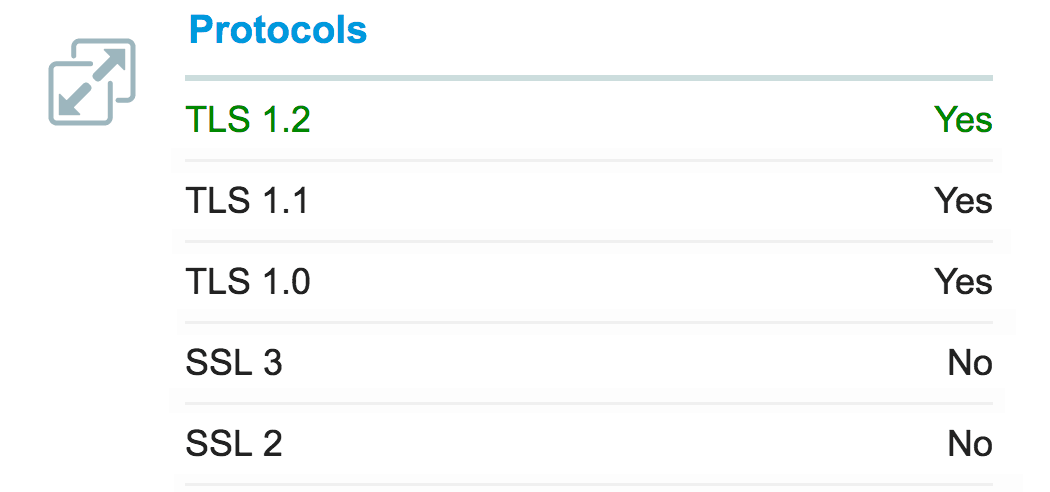 Protocols
TLS 1.2 Yes
TLS 1.1 Yes
TLS 1.0 Yes
SSL 3 No
SSL 2 No